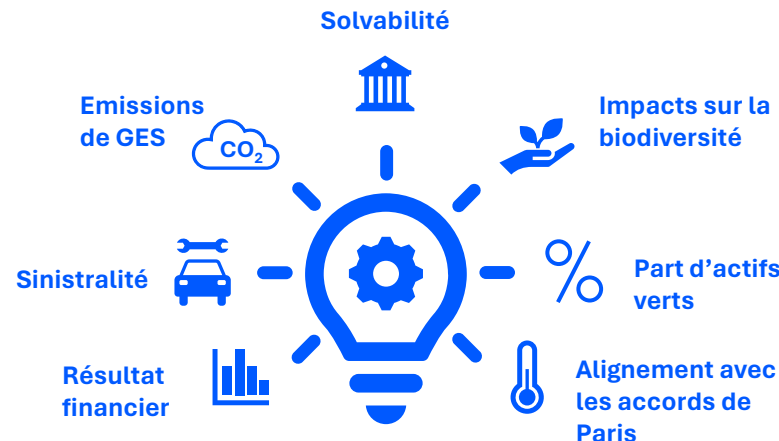 Solvabilité
Emissions
de GES
CO₂
Impacts sur la
biodiversité
Sinistralité
Part d'actifs
verts
Résultat
financier
Alignement avec
les accords de
Paris